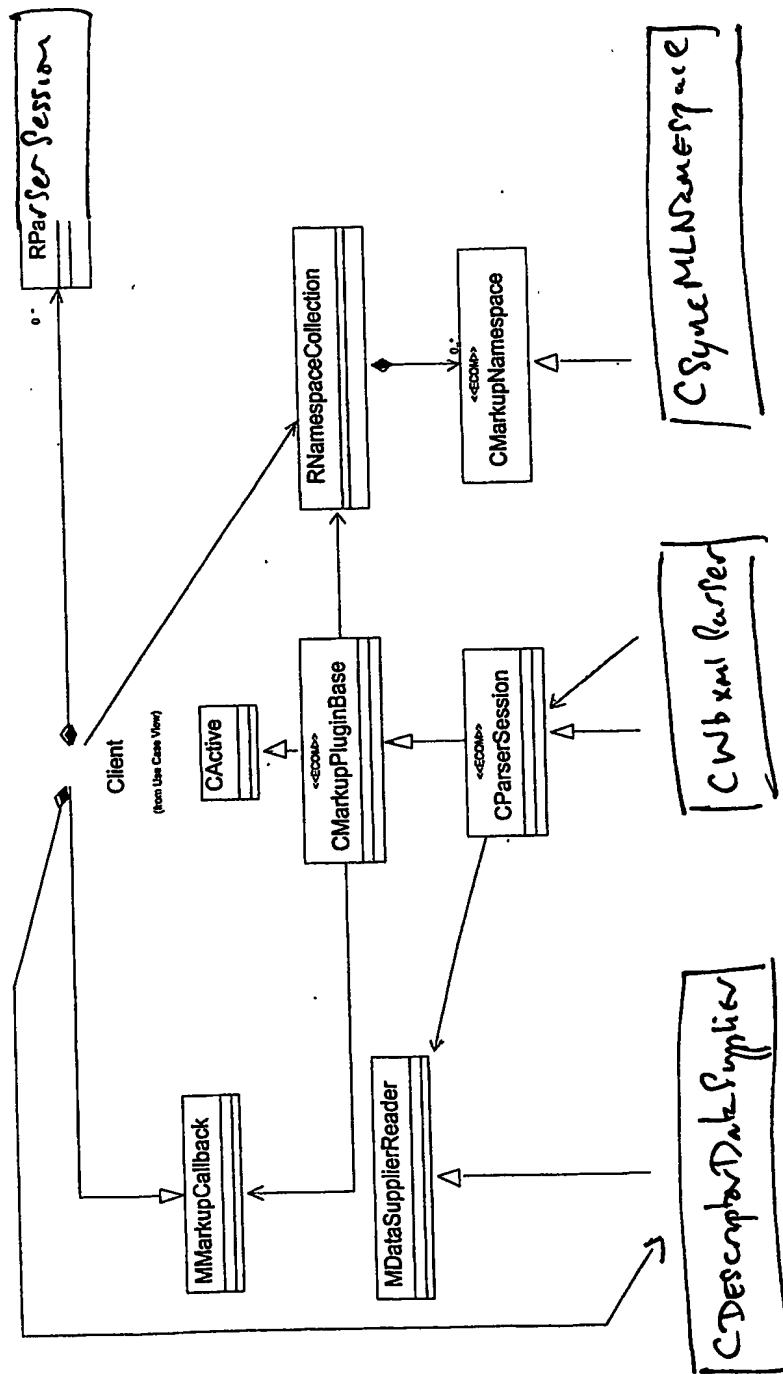 RParserSession
0..*
Client
(from Use Case View)
CActive
MMarkupCallback
<<ECOM>>
CMarkupPluginBase
RNamespaceCollection
MDataSupplierReader
<<ECOM>>
CParserSession
<<ECOM>>
CMarkupNamespace
0..*
CDescriptorDataSupplier
CWbxmlParser
CSyncMLNamespace